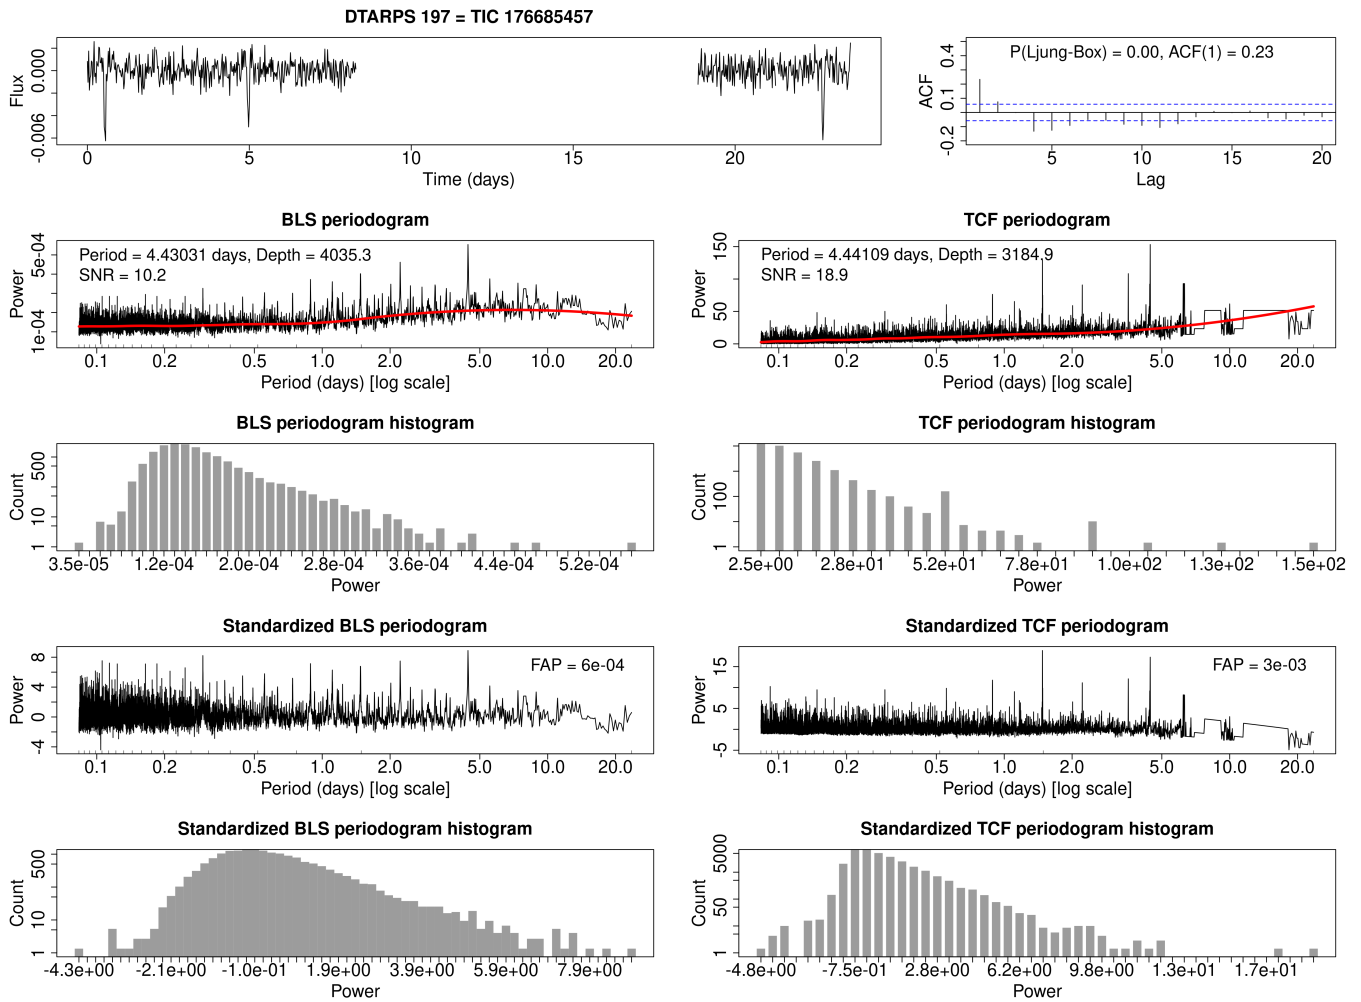 DTARPS 197 = TIC 176685457
Flux
-0.006 0.000
0 5 10 15 20
Time (days)
P(Ljung-Box) = 0.00, ACF(1) = 0.23
ACF
-0.2 0.1 0.4
5 10 15 20
Lag
BLS periodogram
Period = 4.43031 days, Depth = 4035.3
SNR = 10.2
Power
1e-04 5e-04
0.1 0.2 0.5 1.0 2.0 5.0 10.0 20.0
Period (days) [log scale]
TCF periodogram
Period = 4.44109 days, Depth = 3184.9
SNR = 18.9
Power
0 50 150
0.1 0.2 0.5 1.0 2.0 5.0 10.0 20.0
Period (days) [log scale]
BLS periodogram histogram
Count
1 10 500
3.5e-05 1.2e-04 2.0e-04 2.8e-04 3.6e-04 4.4e-04 5.2e-04
Power
TCF periodogram histogram
Count
1 100
2.5e+00 2.8e+01 5.2e+01 7.8e+01 1.0e+02 1.3e+02 1.5e+02
Power
Standardized BLS periodogram
FAP = 6e-04
Power
-4 0 4 8
0.1 0.2 0.5 1.0 2.0 5.0 10.0 20.0
Period (days) [log scale]
Standardized TCF periodogram
FAP = 3e-03
Power
-5 5 15
0.1 0.2 0.5 1.0 2.0 5.0 10.0 20.0
Period (days) [log scale]
Standardized BLS periodogram histogram
Count
1 10 500
-4.3e+00 -2.1e+00 -1.0e-01 1.9e+00 3.9e+00 5.9e+00 7.9e+00
Power
Standardized TCF periodogram histogram
Count
1 50 5000
-4.8e+00 -7.5e-01 2.8e+00 6.2e+00 9.8e+00 1.3e+01 1.7e+01
Power